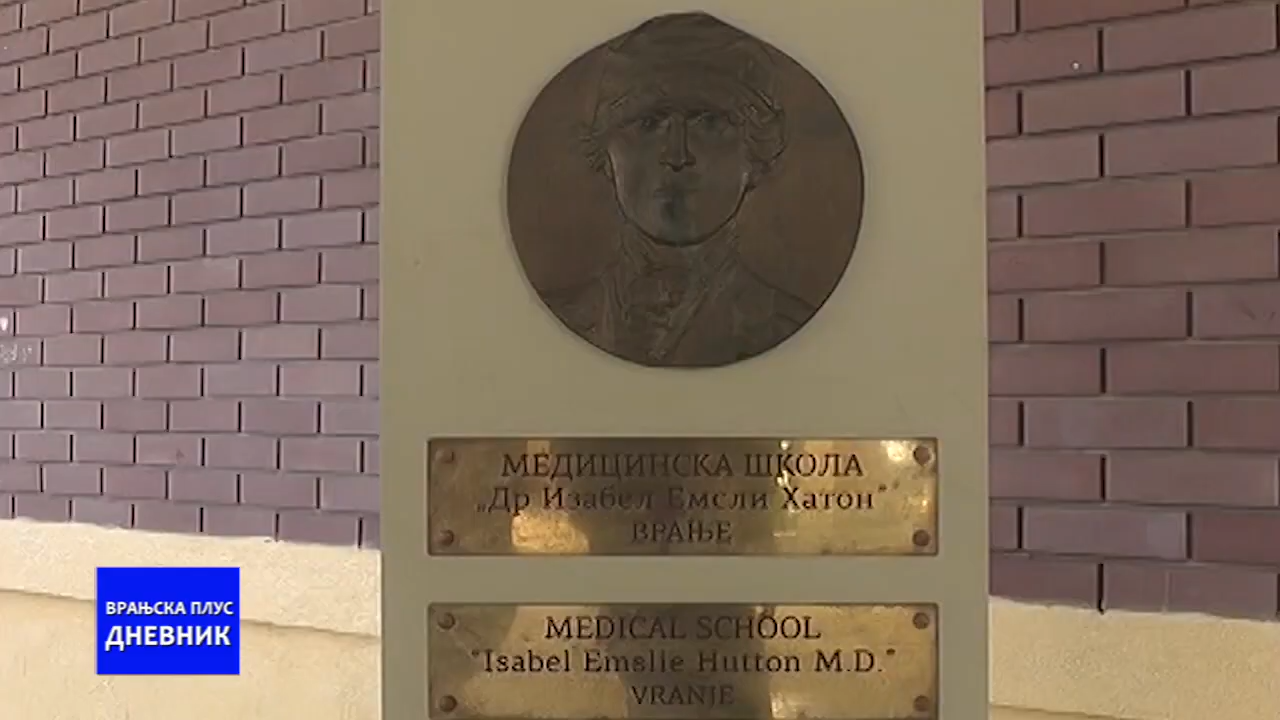 МЕДИЦИНСКА ШКОЛА
„Др Изабел Емсли Хатон”
ВРАЊЕ
MEDICAL SCHOOL
"Isabel Emslie Hutton M.D."
VRANJE
ВРАЊСКА ПЛУС
ДНЕВНИК